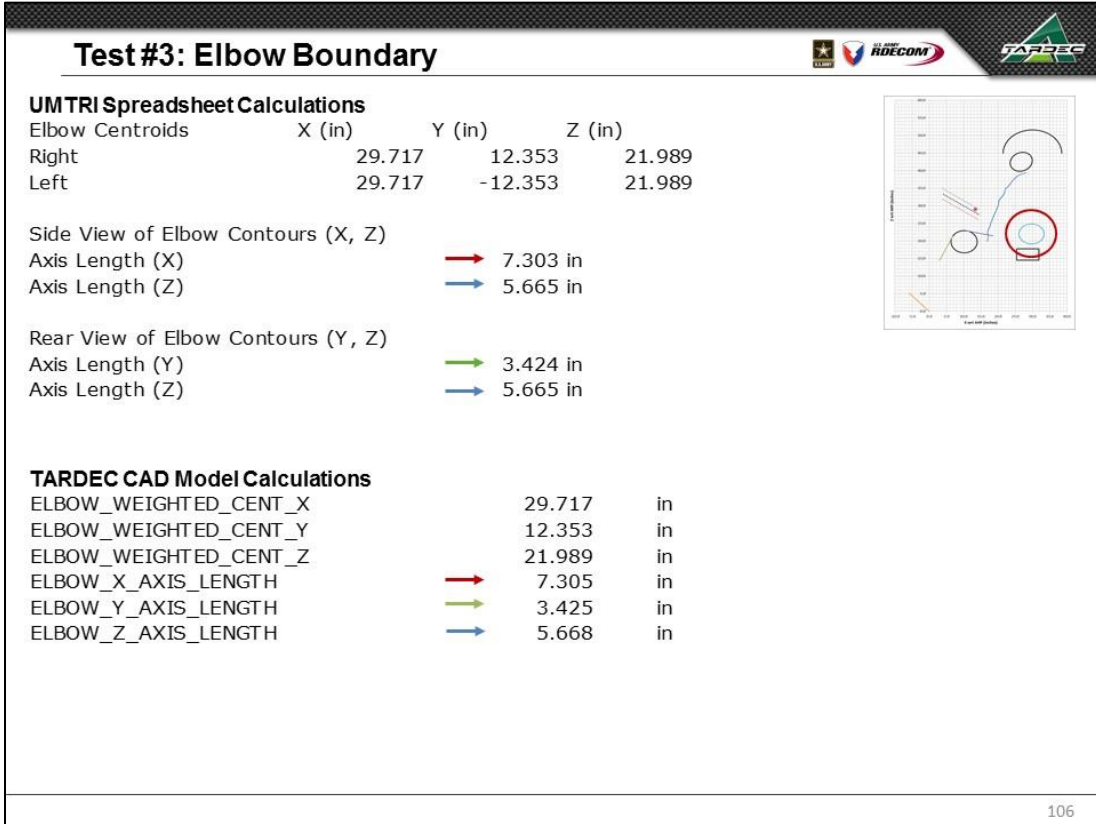 Test #3: Elbow Boundary
U.S. ARMY
U.S. ARMY
RDECOM
TARDEC
UMTRI Spreadsheet Calculations
Elbow Centroids X (in) Y (in) Z (in)
Right 29.717 12.353 21.989
Left 29.717 -12.353 21.989
Side View of Elbow Contours (X, Z)
Axis Length (X) 7.303 in
Axis Length (Z) 5.665 in
Rear View of Elbow Contours (Y, Z)
Axis Length (Y) 3.424 in
Axis Length (Z) 5.665 in
TARDEC CAD Model Calculations
ELBOW_WEIGHTED_CENT_X 29.717 in
ELBOW_WEIGHTED_CENT_Y 12.353 in
ELBOW_WEIGHTED_CENT_Z 21.989 in
ELBOW_X_AXIS_LENGTH 7.305 in
ELBOW_Y_AXIS_LENGTH 3.425 in
ELBOW_Z_AXIS_LENGTH 5.668 in
106